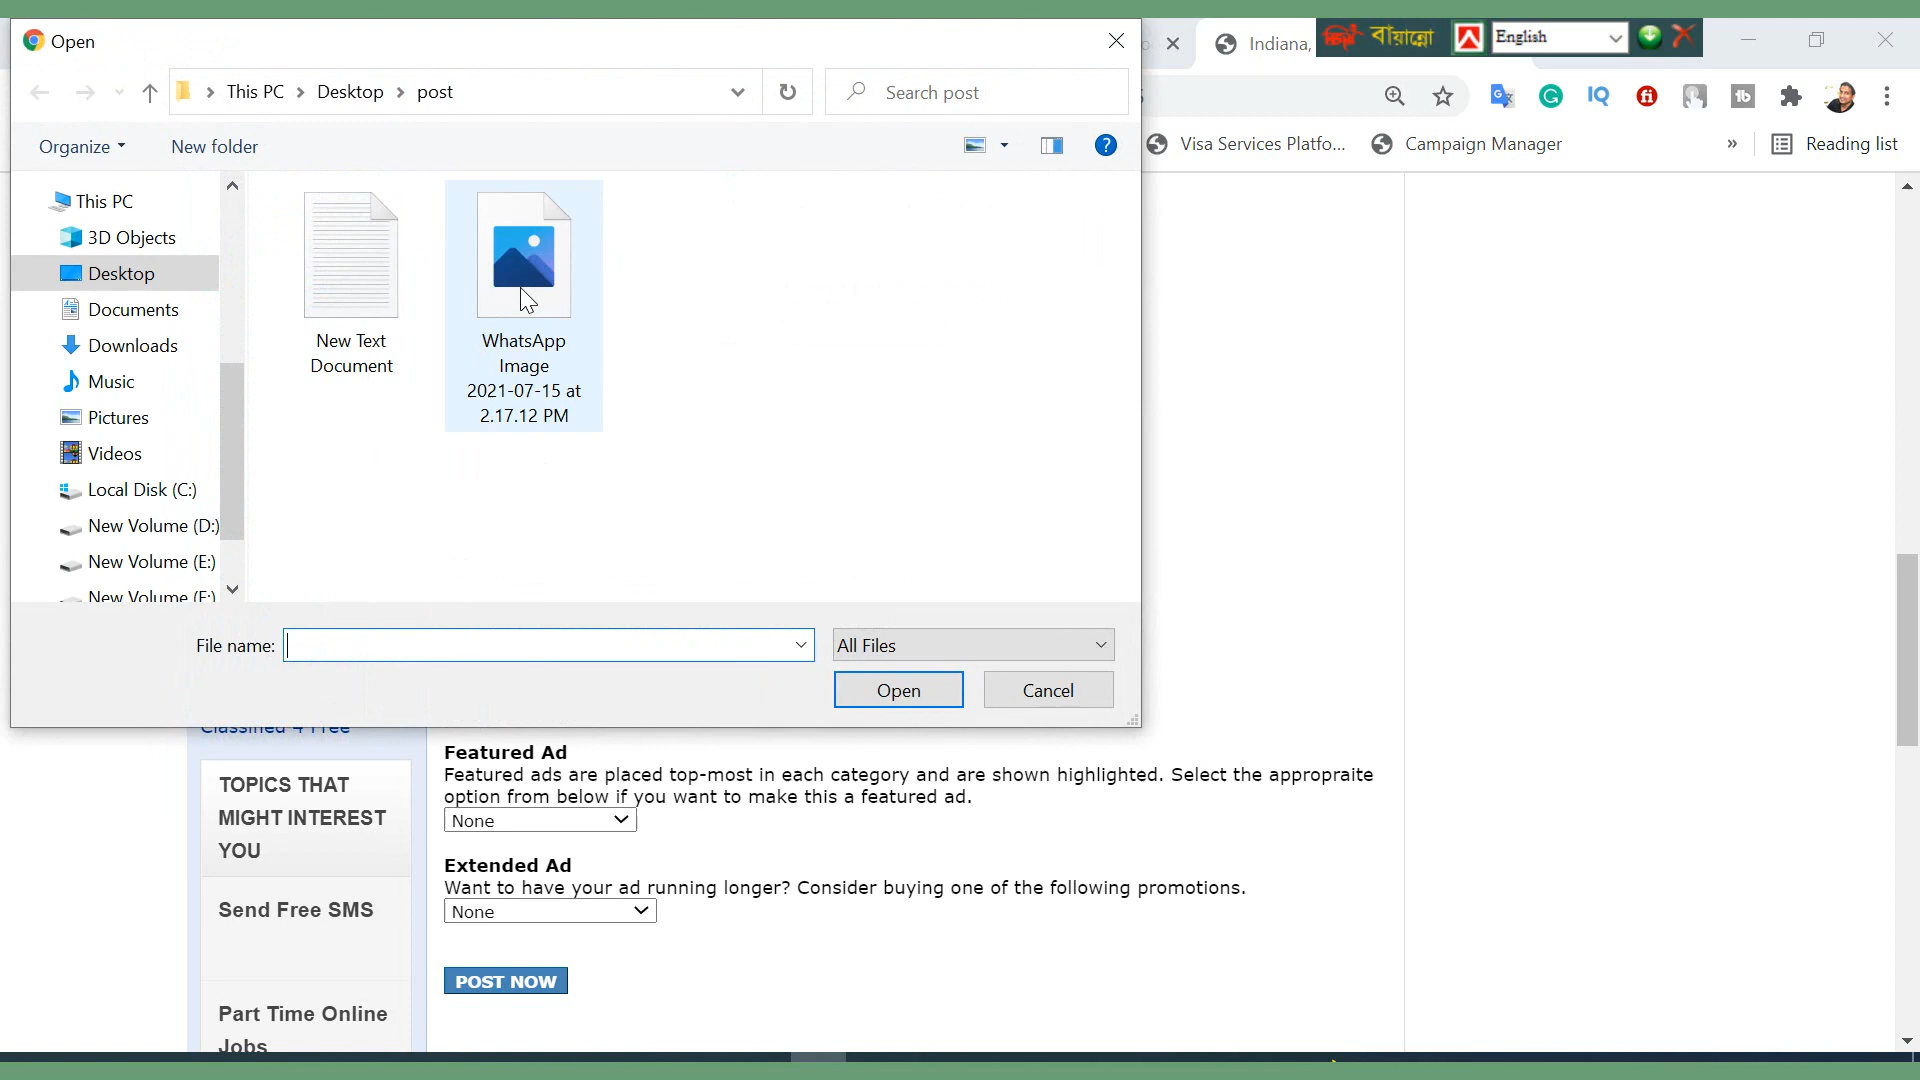 Open
Indiana,
বায়ান্নো
English
This PC
Desktop
post
Search post
Organize
New folder
Visa Services Platfo...
Campaign Manager
»
Reading list
This PC
3D Objects
Desktop
Documents
Downloads
Music
Pictures
Videos
Local Disk (C:)
New Volume (D:)
New Volume (E:)
New Volume (F:)
New Text
Document
WhatsApp
Image
2021-07-15 at
2.17.12 PM
File name:
All Files
Open
Cancel
Classified 4 Free
TOPICS THAT
MIGHT INTEREST
YOU
Send Free SMS
Part Time Online
Jobs
Featured Ad
Featured ads are placed top-most in each category and are shown highlighted. Select the appropraite
option from below if you want to make this a featured ad.
None
Extended Ad
Want to have your ad running longer? Consider buying one of the following promotions.
None
POST NOW